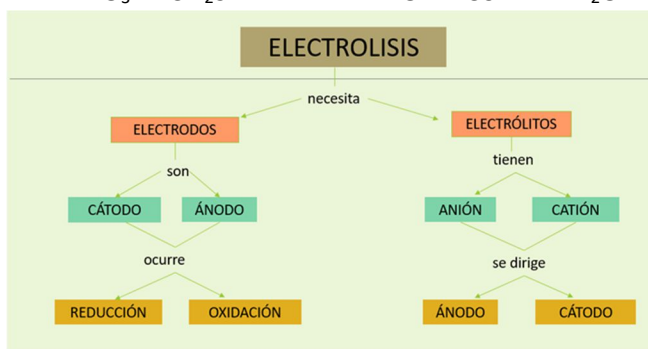 ELECTROLISIS
necesita
ELECTRODOS
ELECTRÓLITOS
son
tienen
CÁTODO
ÁNODO
ANIÓN
CATIÓN
ocurre
se dirige
REDUCCIÓN
OXIDACIÓN
ÁNODO
CÁTODO